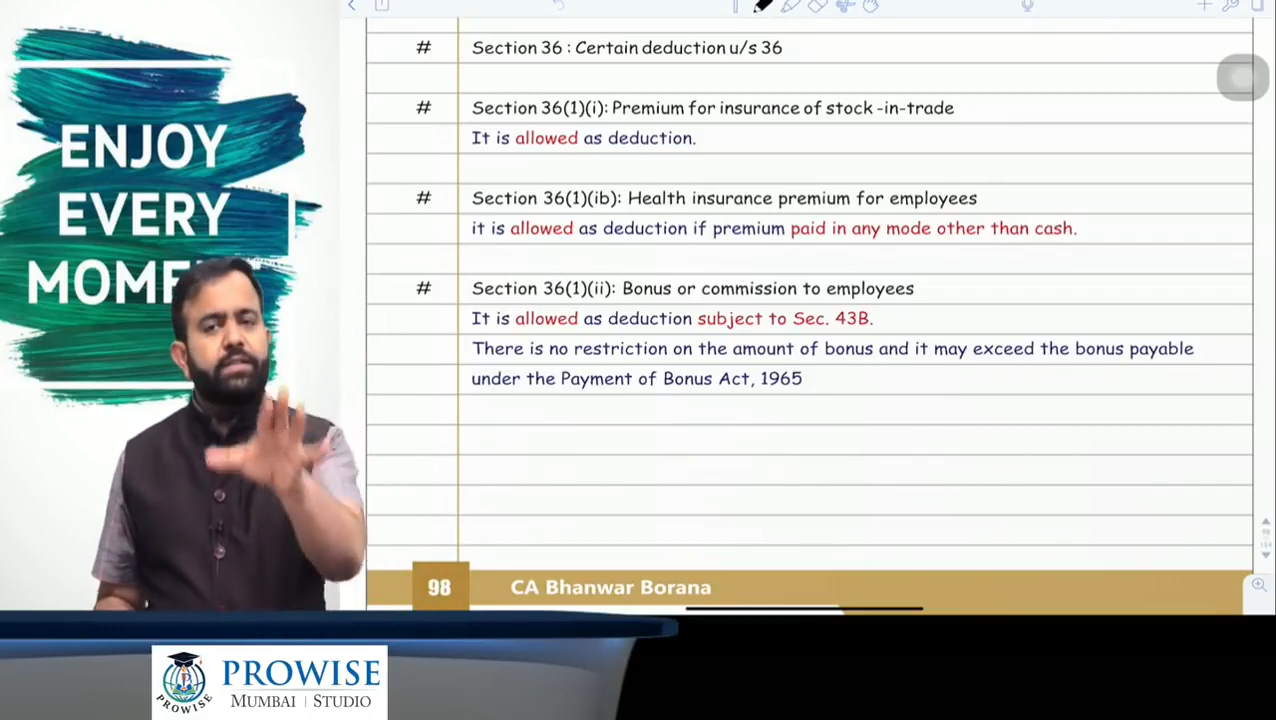 ENJOY
EVERY
MOME
# Section 36 : Certain deduction u/s 36
# Section 36(1)(i): Premium for insurance of stock -in-trade
It is allowed as deduction.
# Section 36(1)(ib): Health insurance premium for employees
it is allowed as deduction if premium paid in any mode other than cash.
# Section 36(1)(ii): Bonus or commission to employees
It is allowed as deduction subject to Sec. 43B.
There is no restriction on the amount of bonus and it may exceed the bonus payable
under the Payment of Bonus Act, 1965
98 CA Bhanwar Borana
PROWISE
MUMBAI | STUDIO
PROWISE